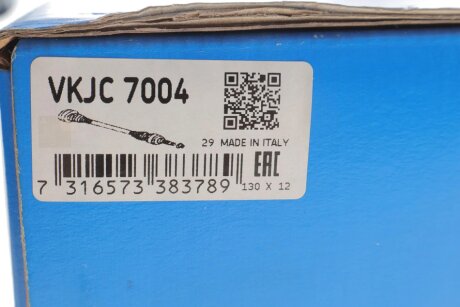 VKJC 7004
29 MADE IN ITALY
EAC
7 316573 383789
130 X 12